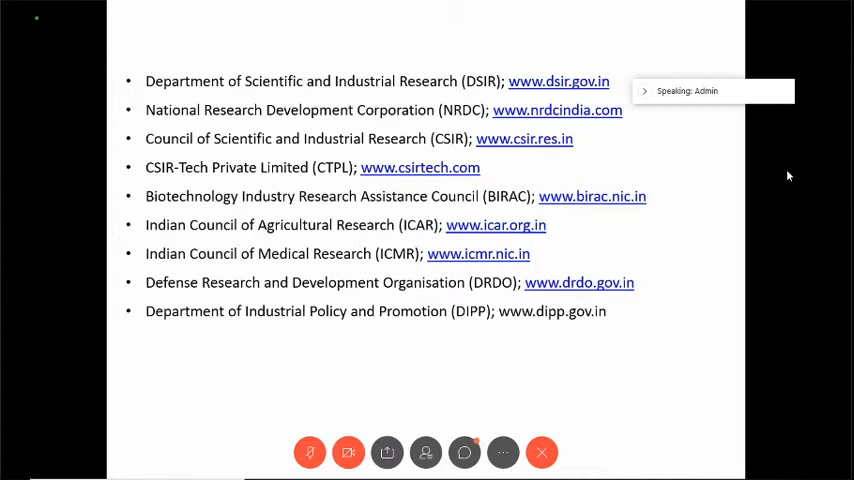 • Department of Scientific and Industrial Research (DSIR); www.dsir.gov.in
Speaking: Admin
• National Research Development Corporation (NRDC); www.nrdcindia.com
• Council of Scientific and Industrial Research (CSIR); www.csir.res.in
• CSIR-Tech Private Limited (CTPL); www.csirtech.com
• Biotechnology Industry Research Assistance Council (BIRAC); www.birac.nic.in
• Indian Council of Agricultural Research (ICAR); www.icar.org.in
• Indian Council of Medical Research (ICMR); www.icmr.nic.in
• Defense Research and Development Organisation (DRDO); www.drdo.gov.in
• Department of Industrial Policy and Promotion (DIPP); www.dipp.gov.in